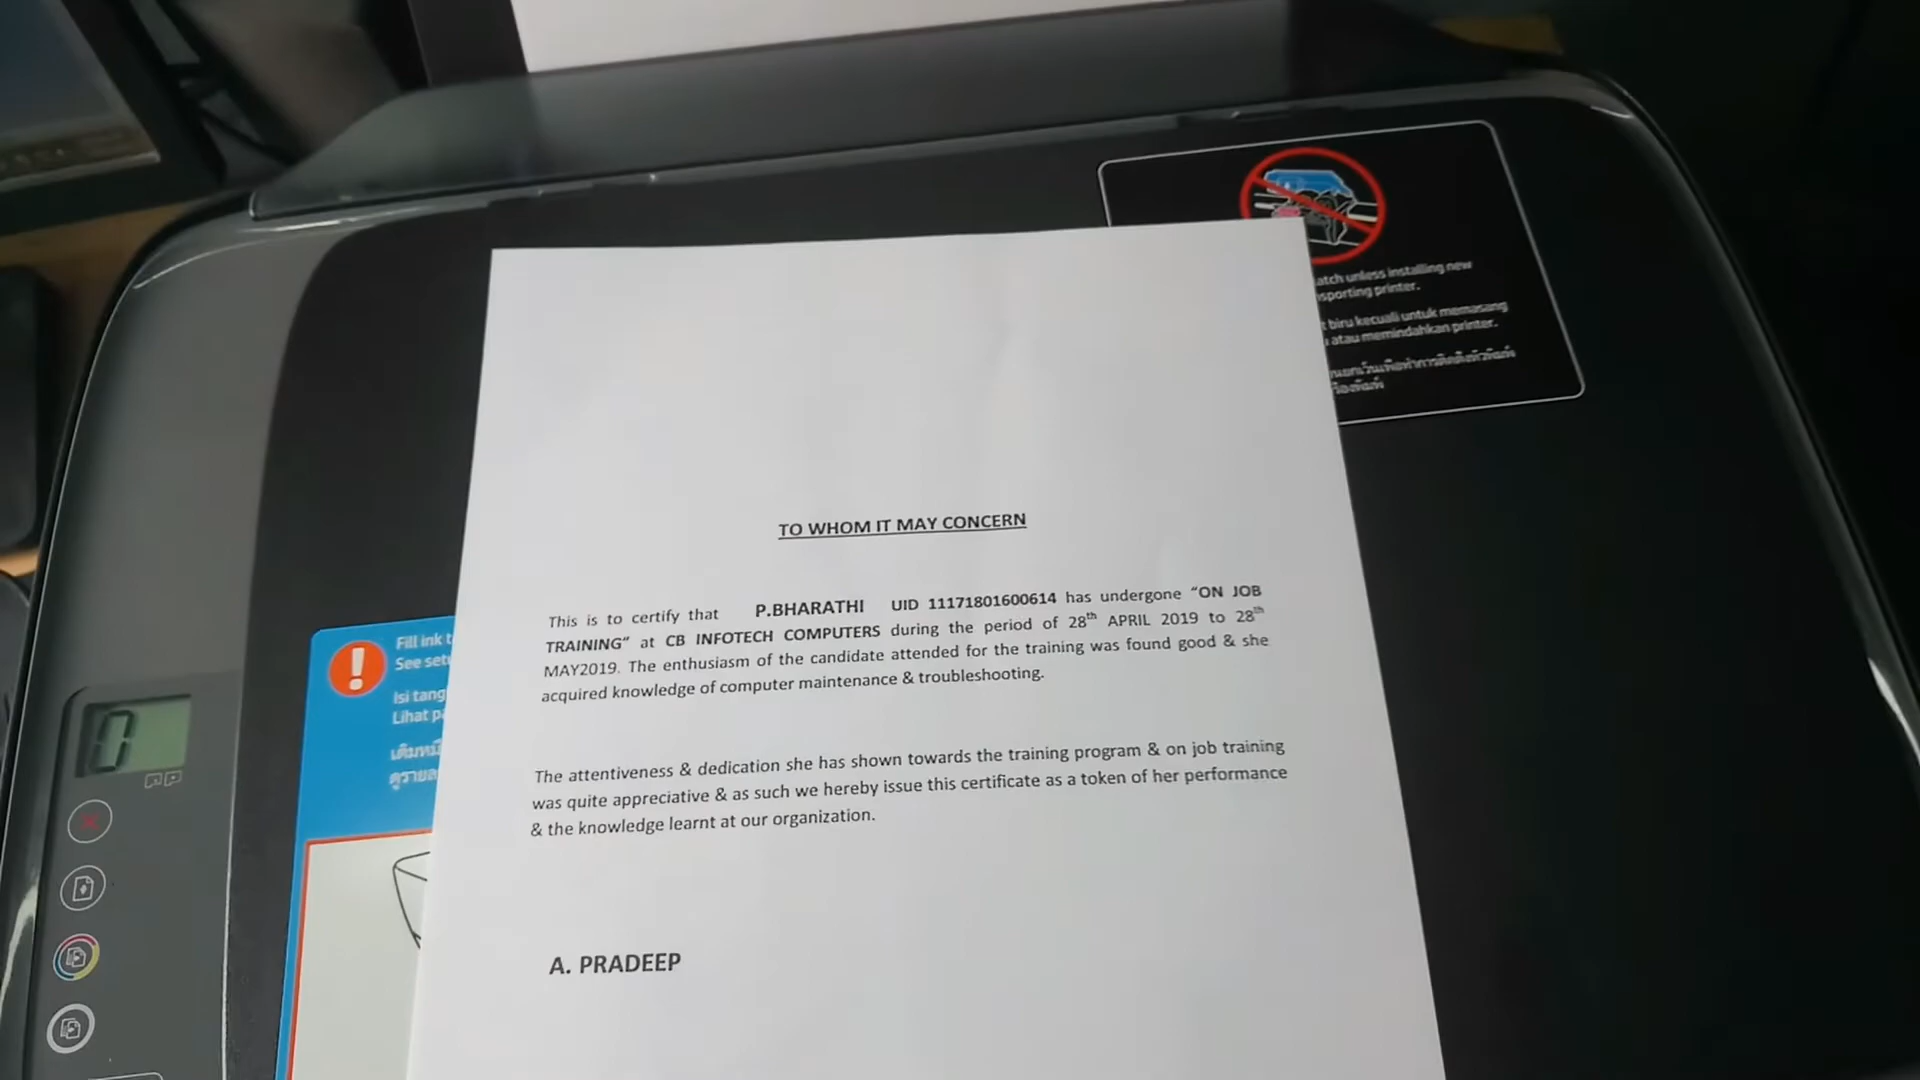 atch unless installing new
sporting printer.
biru kecuali untuk memasang
atau memindahkan printer.
TO WHOM IT MAY CONCERN
This is to certify that P.BHARATHI UID 11171801600614 has undergone “ON JOB
TRAINING” at CB INFOTECH COMPUTERS during the period of 28th APRIL 2019 to 28th
MAY2019. The enthusiasm of the candidate attended for the training was found good & she
acquired knowledge of computer maintenance & troubleshooting.
The attentiveness & dedication she has shown towards the training program & on job training
was quite appreciative & as such we hereby issue this certificate as a token of her performance
& the knowledge learnt at our organization.
A. PRADEEP
Fill ink t
See setu
Isi tang
Lihat pa
0